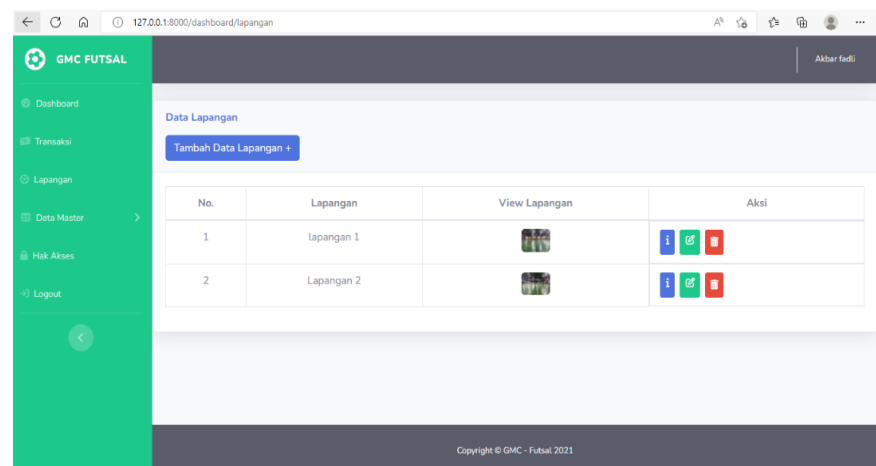 127.0.0.1:8000/dashboard/lapangan
GMC FUTSAL
Akbar fadli
Dashboard
Transaksi
Lapangan
Data Master
Hak Akses
Logout
Data Lapangan
Tambah Data Lapangan +
No. Lapangan View Lapangan Aksi
1 lapangan 1
2 Lapangan 2
Copyright © GMC - Futsal 2021